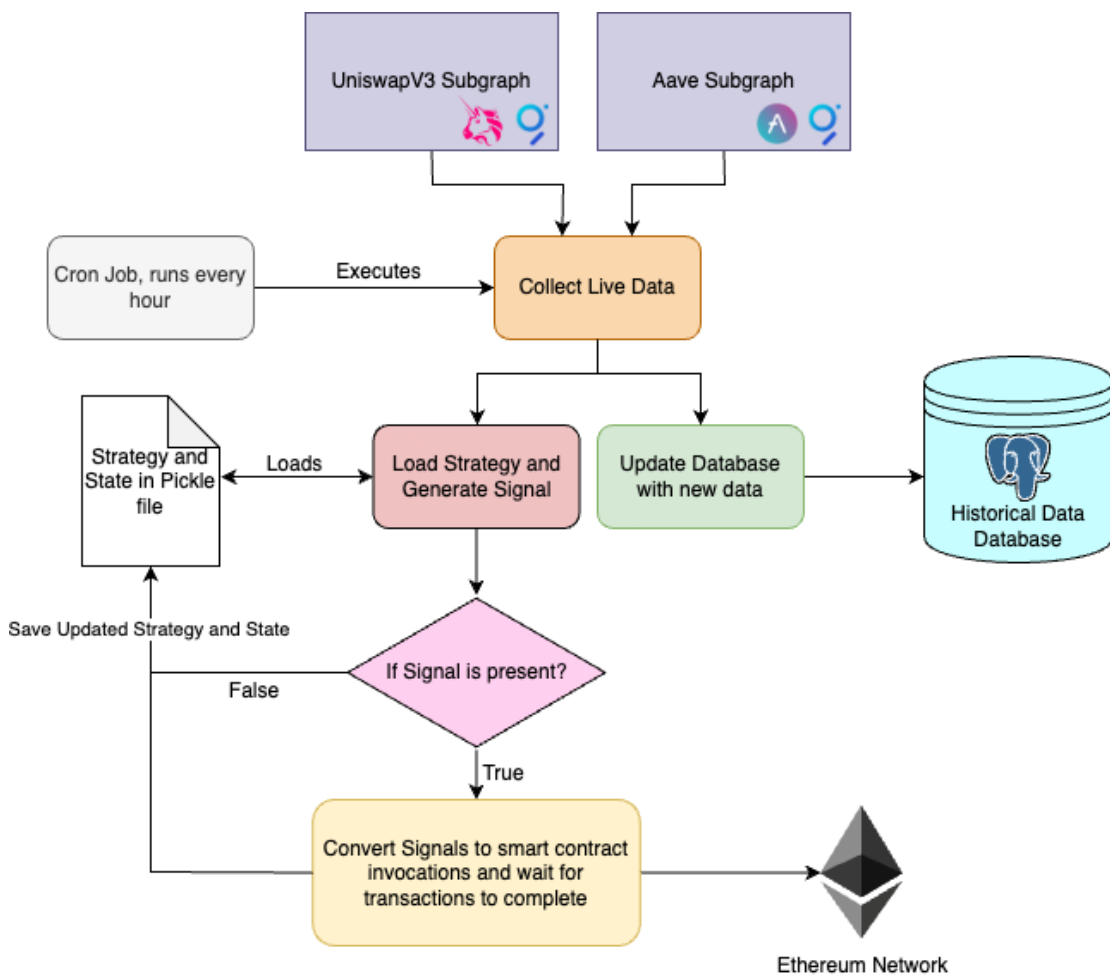 UniswapV3 Subgraph
Aave Subgraph
Cron Job, runs every
hour
Executes
Collect Live Data
Strategy and
State in Pickle
file
Loads
Load Strategy and
Generate Signal
Update Database
with new data
Historical Data
Database
Save Updated Strategy and State
If Signal is present?
False
True
Convert Signals to smart contract
invocations and wait for
transactions to complete
Ethereum Network